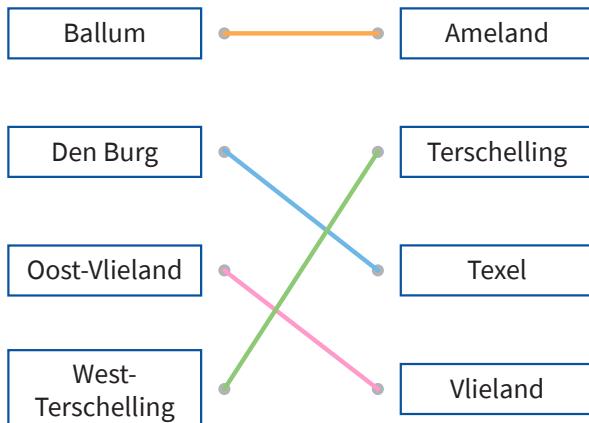 Ballum
Ameland
Den Burg
Terschelling
Oost-Vlieland
Texel
West-
Terschelling
Vlieland